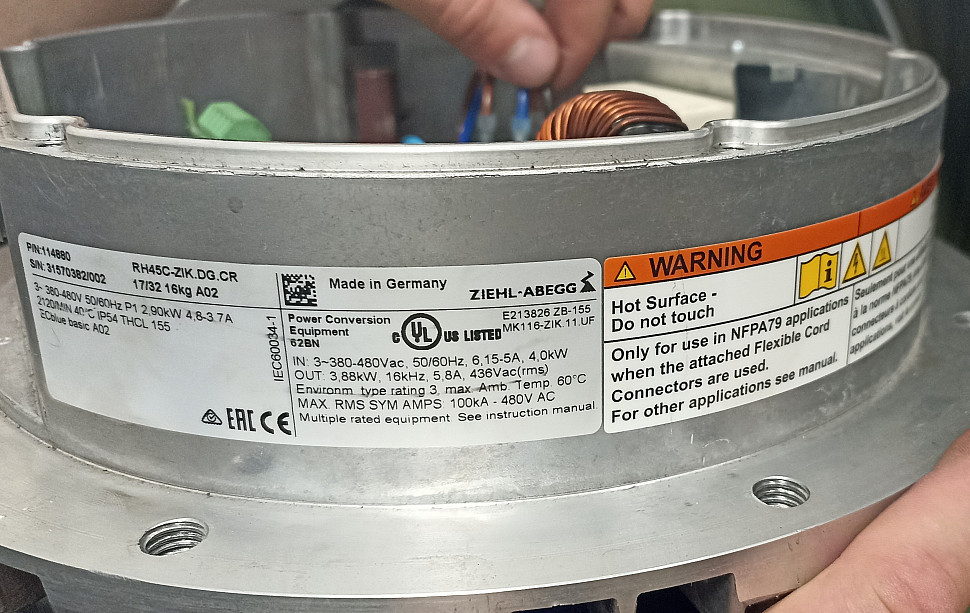 P/N:114880
S/N: 31570382/002
RH45C-ZIK.DG.CR
17/32 16kg A02
3~ 380-480V 50/60Hz P1 2,90kW 4,8-3,7A
2120/MIN 40°C IP54 THCL 155
ECblue basic A02
IEC60034-1
EAC CE
Made in Germany
ZIEHL-ABEGG
Power Conversion
Equipment
62BN
UL US LISTED
E213826 ZB-155
MK116-ZIK.11.UF
IN: 3~380-480Vac, 50/60Hz, 6,15-5A, 4,0kW
OUT: 3,88kW, 16kHz, 5,8A, 436Vac(rms)
Environm. type rating 3, max. Amb. Temp. 60°C
MAX. RMS SYM AMPS. 100kA - 480V AC
Multiple rated equipment. See instruction manual.
WARNING
Hot Surface -
Do not touch
Only for use in NFPA79 applications
when the attached Flexible Cord
Connectors are used.
For other applications see manual.
Seulement pour
à la norme
connecteurs
application,